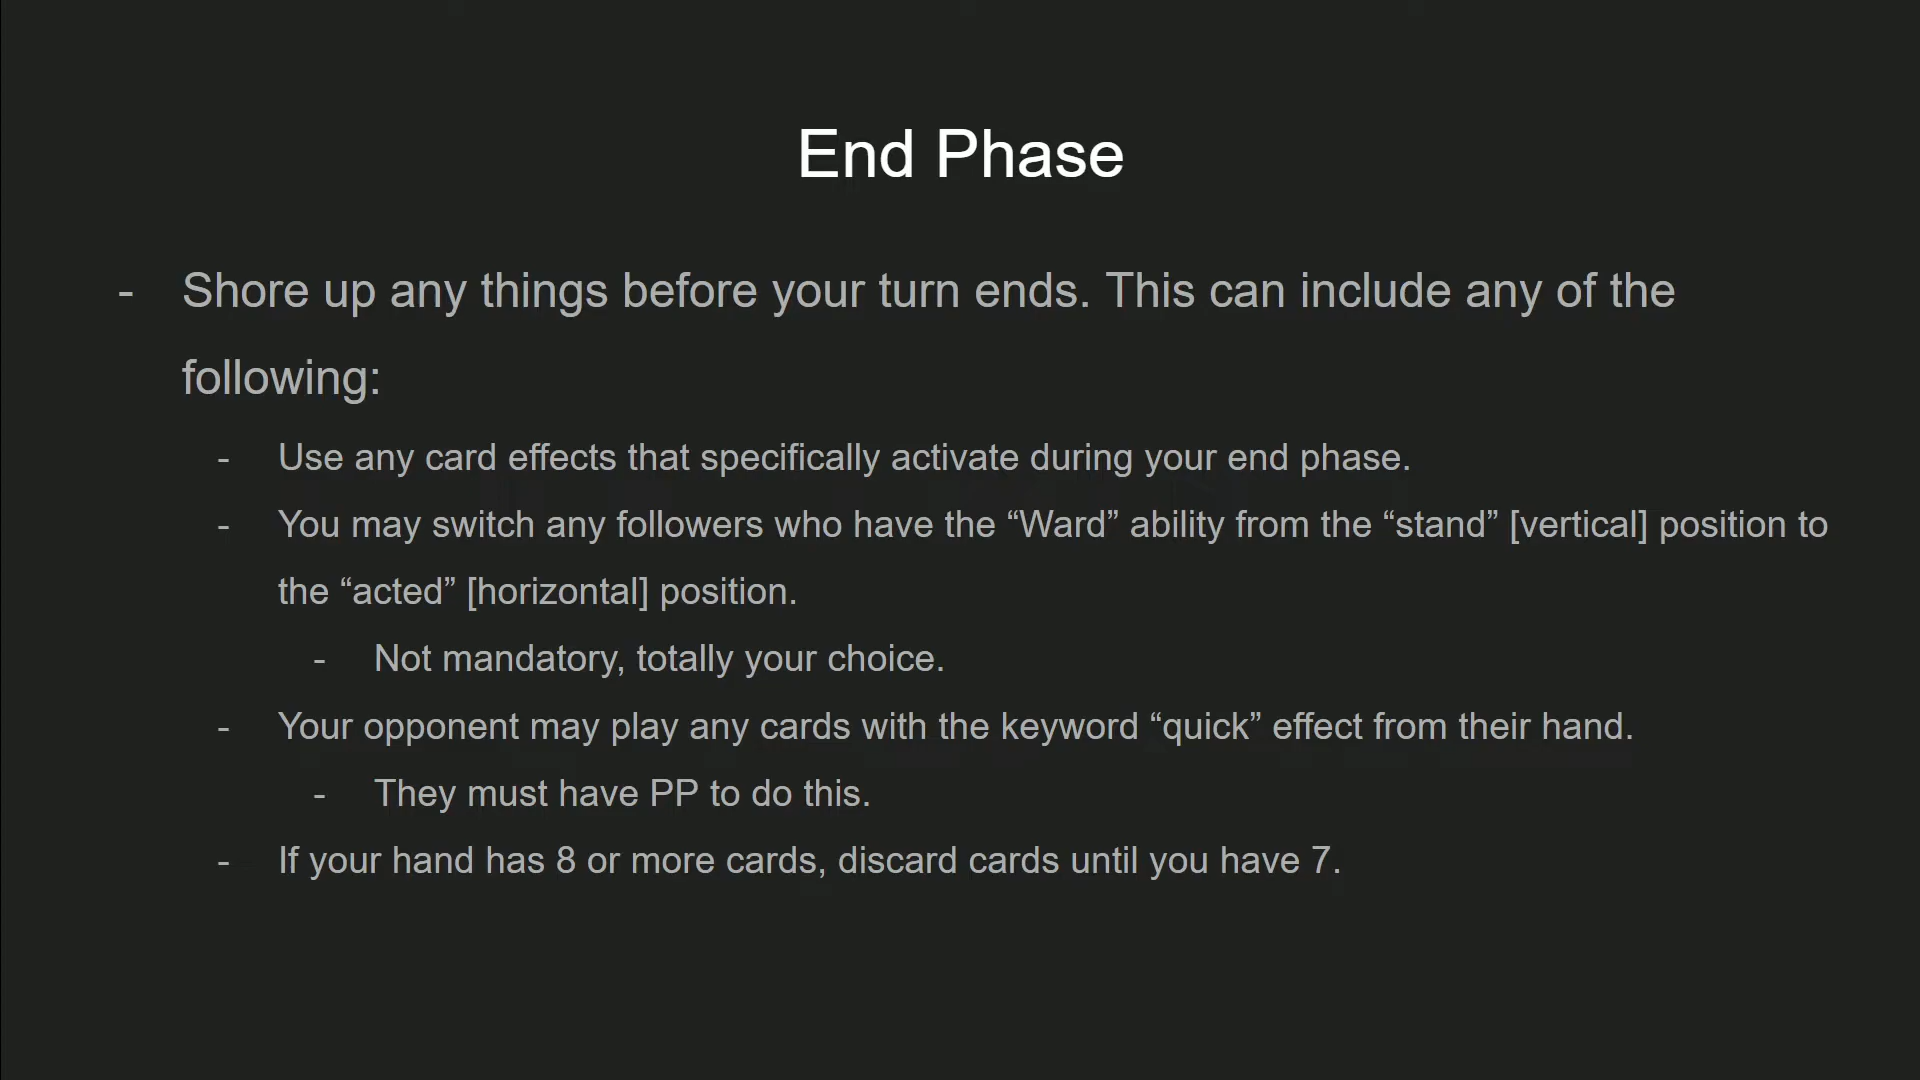 End Phase
- Shore up any things before your turn ends. This can include any of the
following:
- Use any card effects that specifically activate during your end phase.
- You may switch any followers who have the “Ward” ability from the “stand” [vertical] position to
the “acted” [horizontal] position.
- Not mandatory, totally your choice.
- Your opponent may play any cards with the keyword “quick” effect from their hand.
- They must have PP to do this.
- If your hand has 8 or more cards, discard cards until you have 7.